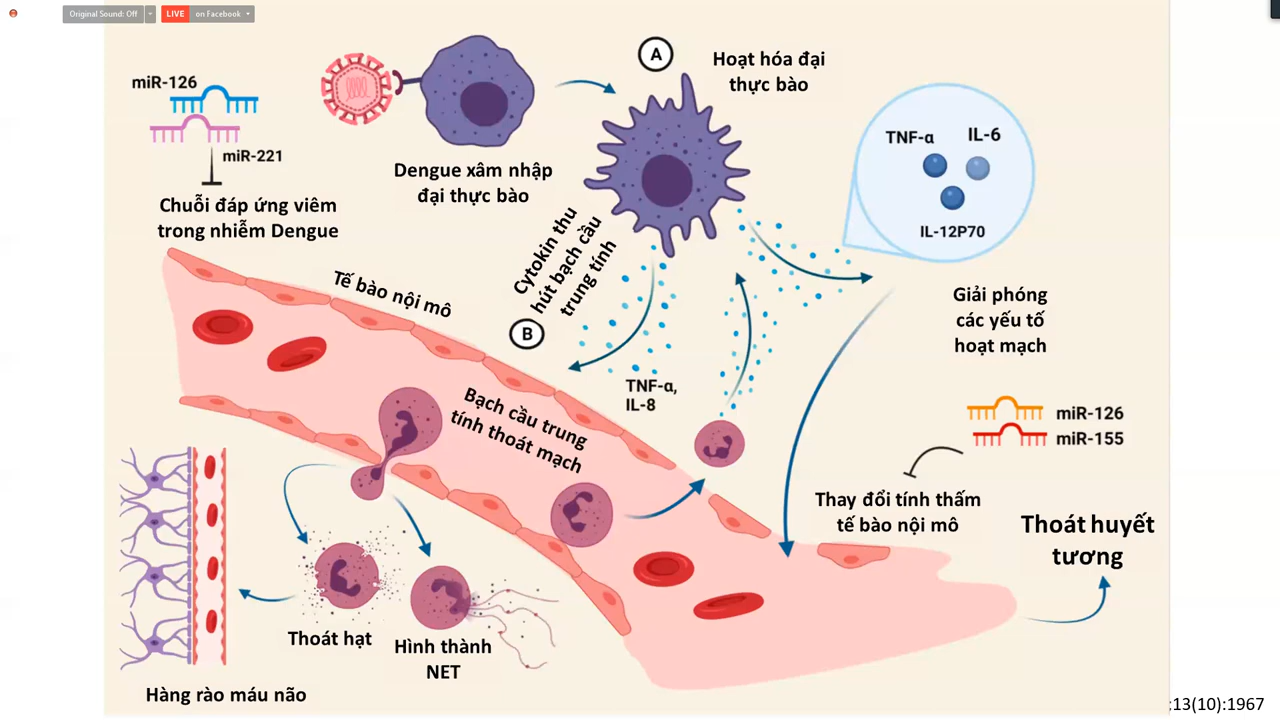 Original Sound: Off
LIVE on Facebook
A
Hoạt hóa đại
thực bào
miR-126
miR-221
Chuỗi đáp ứng viêm
trong nhiễm Dengue
Dengue xâm nhập
đại thực bào
TNF-α
IL-6
IL-12P70
Cytokin thu
hút bạch cầu
trung tính
Tế bào nội mô
B
Giải phóng
các yếu tố
hoạt mạch
TNF-α,
IL-8
Bạch cầu trung
tính thoát mạch
miR-126
miR-155
Thay đổi tính thấm
tế bào nội mô
Thoát huyết
tương
Thoát hạt
Hình thành
NET
Hàng rào máu não
;13(10):1967